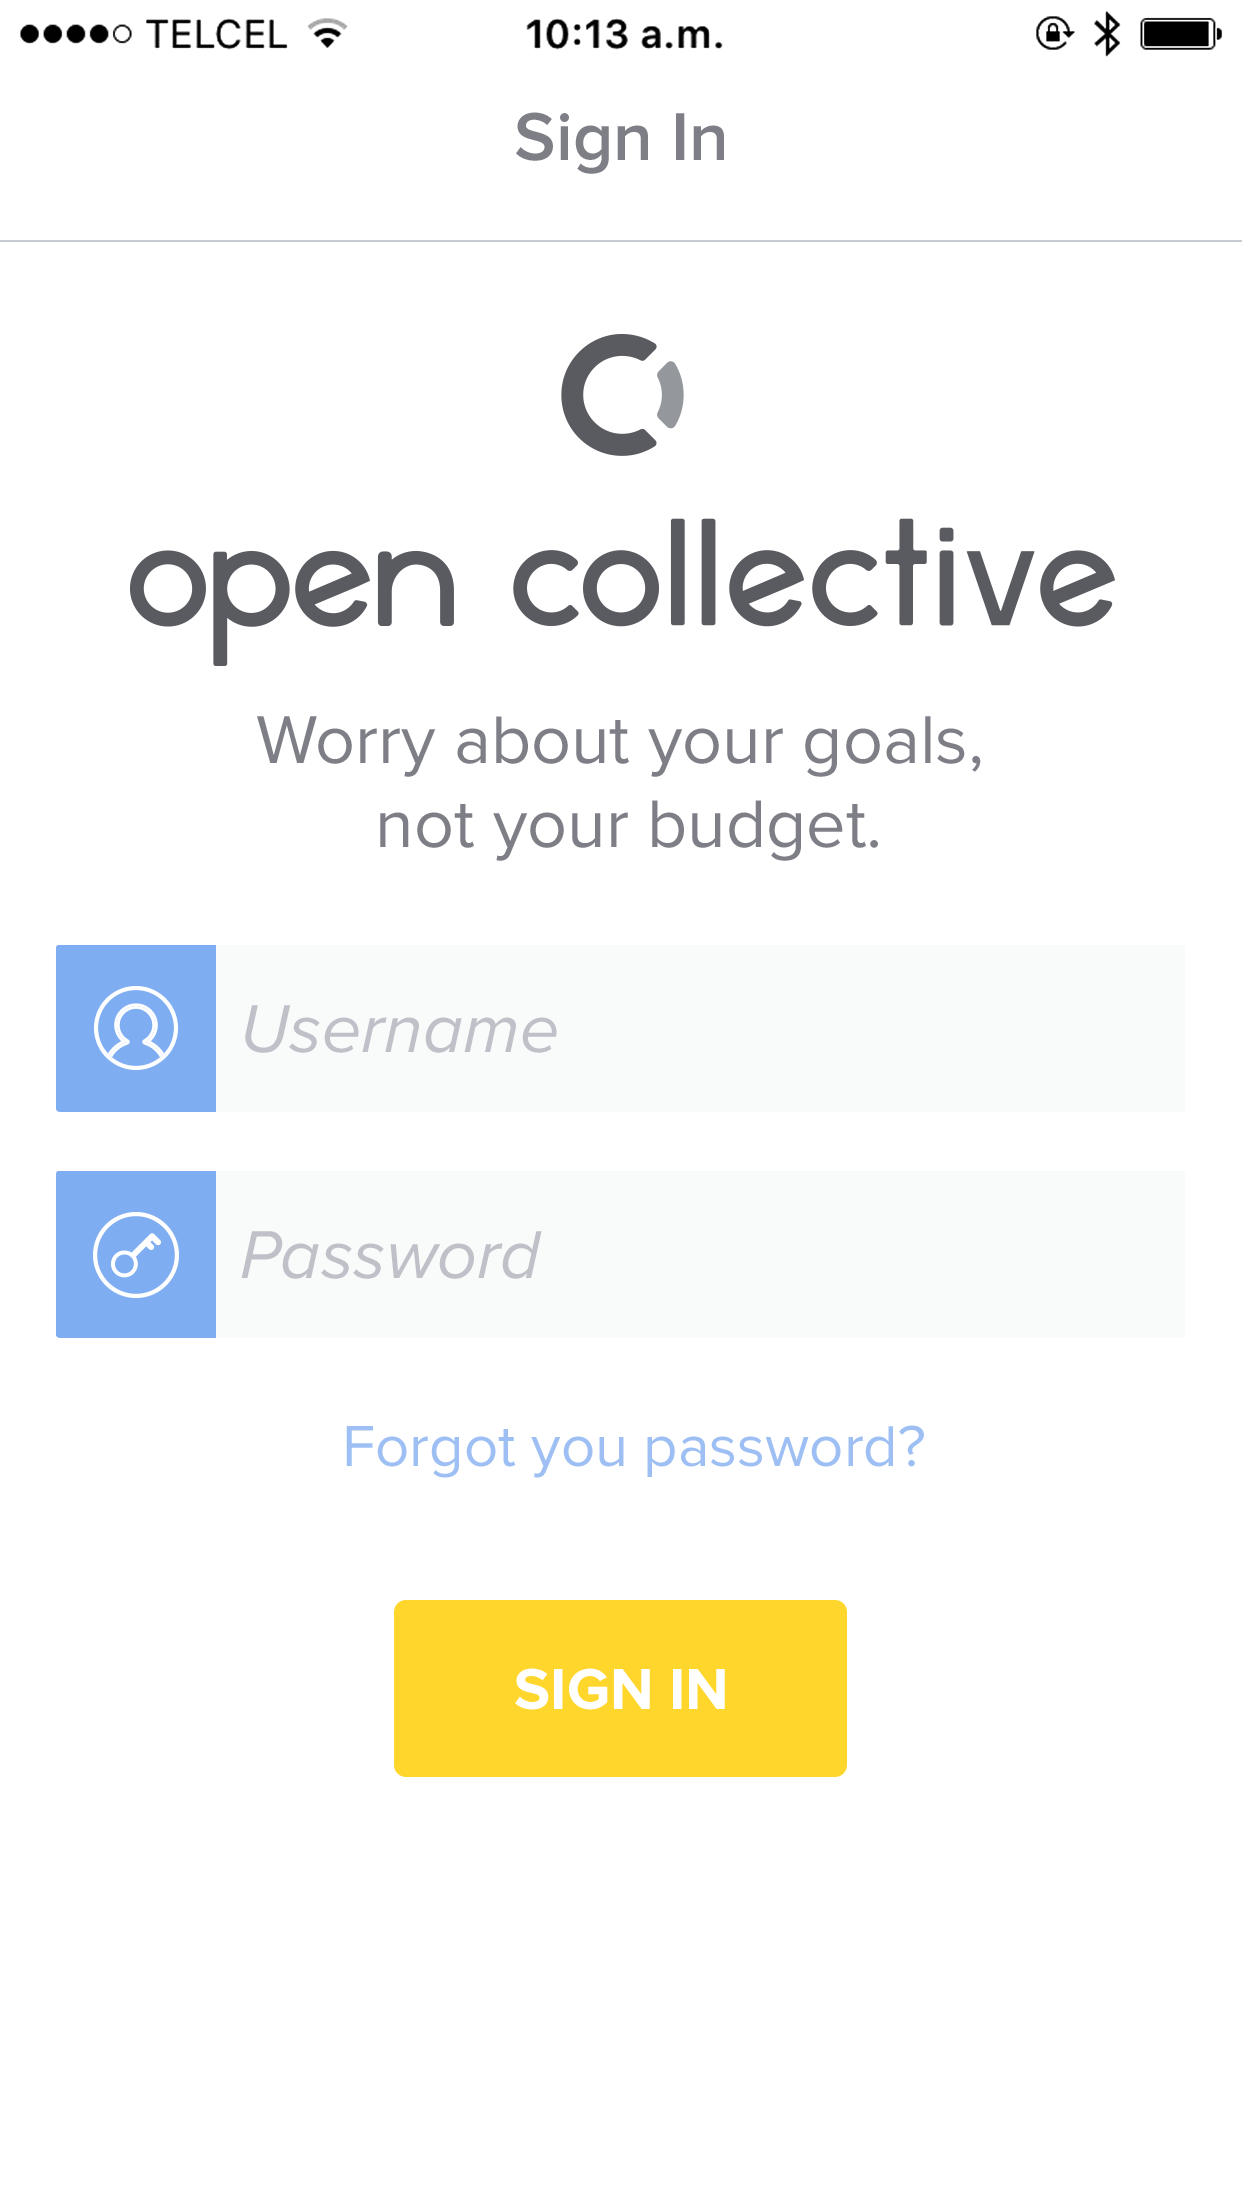 TELCEL 10:13 a.m.
Sign In
open collective
Worry about your goals,
not your budget.
Username
Password
Forgot you password?
SIGN IN